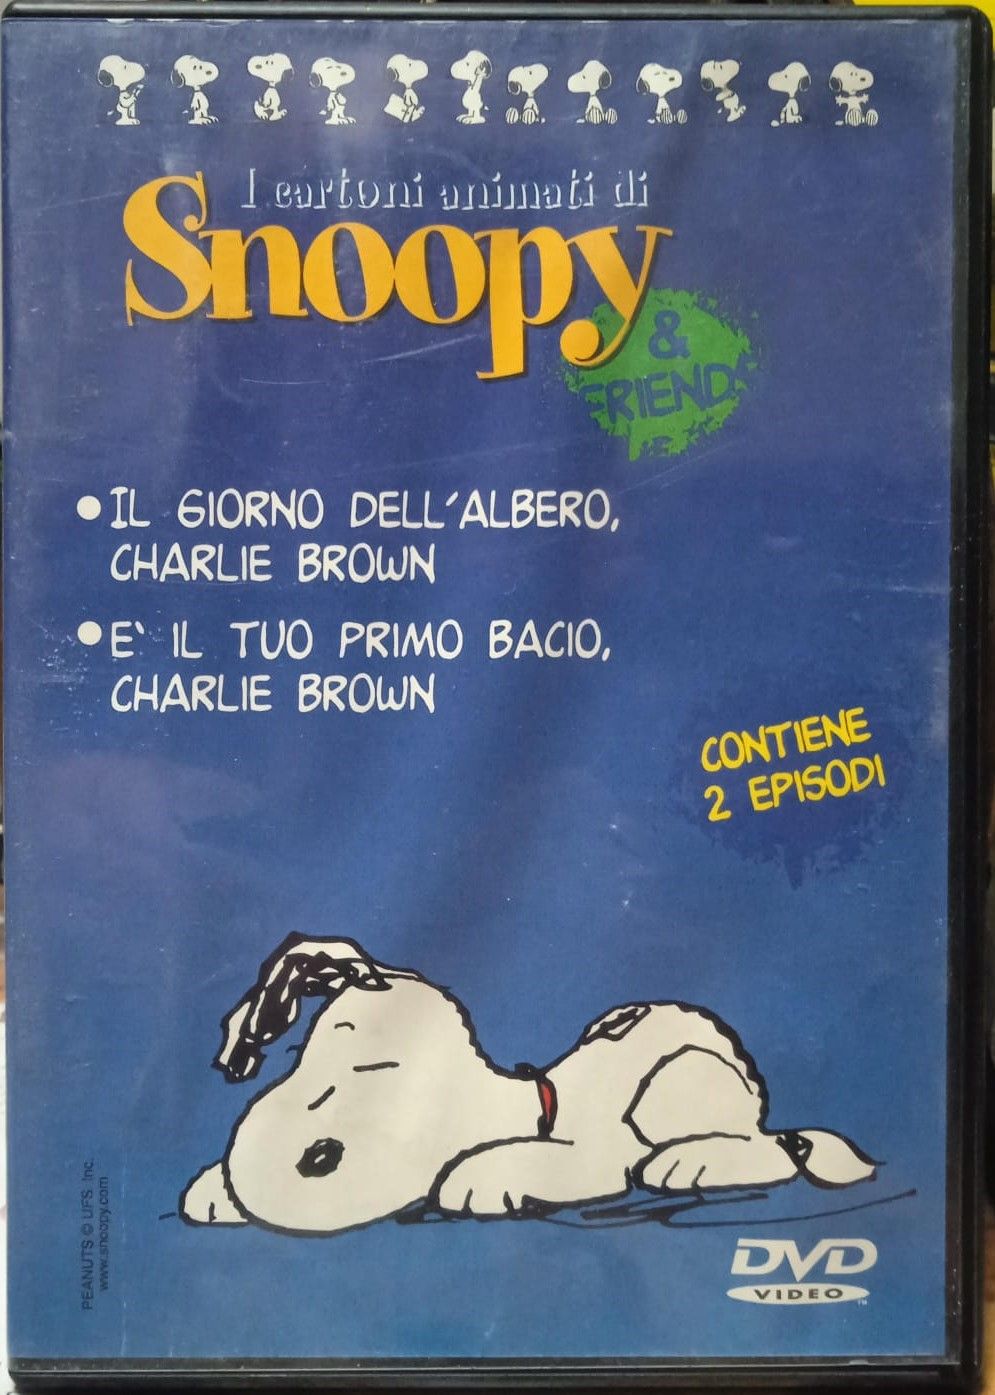 I cartoni animati di
Snoopy
&
FRIENDS
• IL GIORNO DELL'ALBERO,
CHARLIE BROWN
• E' IL TUO PRIMO BACIO,
CHARLIE BROWN
CONTIENE
2 EPISODI
PEANUTS © UFS, Inc.
www.snoopy.com
DVD
VIDEO
TM